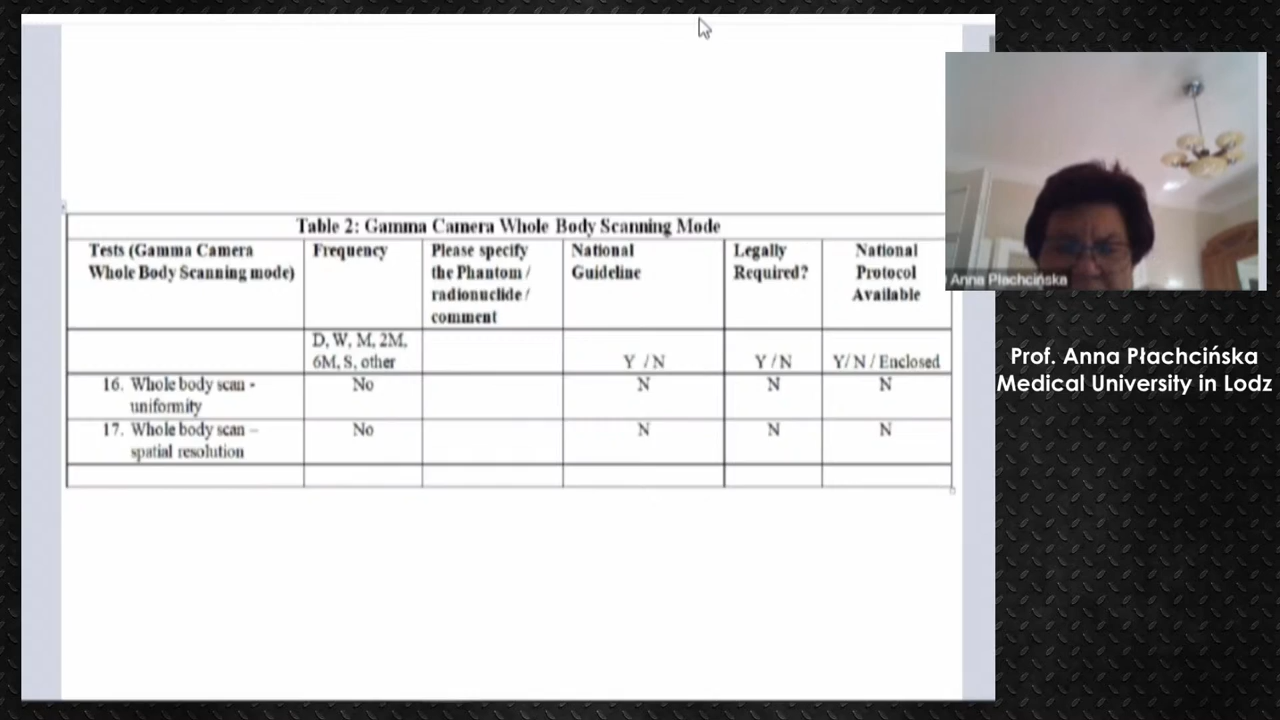 Table 2: Gamma Camera Whole Body Scanning Mode
Tests (Gamma Camera
Whole Body Scanning mode)
Frequency
Please specify
the Phantom /
radionuclide /
comment
National
Guideline
Legally
Required?
National
Protocol
Available
D, W, M, 2M,
6M, S, other
Y / N
Y / N
Y/ N / Enclosed
16. Whole body scan -
uniformity
No
N
N
N
17. Whole body scan –
spatial resolution
No
N
N
N
Anna Płachcińska
Prof. Anna Płachcińska
Medical University in Lodz